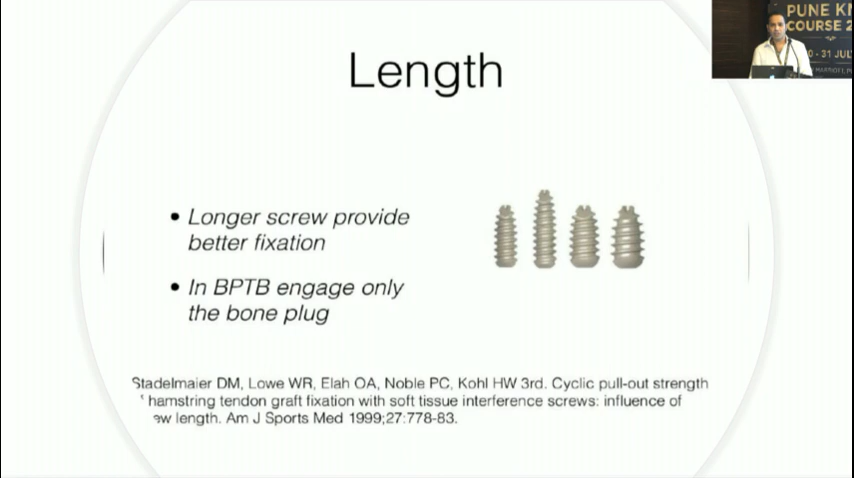 Length
• Longer screw provide
better fixation
• In BPTB engage only
the bone plug
Stadelmaier DM, Lowe WR, Elah OA, Noble PC, Kohl HW 3rd. Cyclic pull-out strength
hamstring tendon graft fixation with soft tissue interference screws: influence of
ew length. Am J Sports Med 1999;27:778-83.
PUNE KN
COURSE 2
0 - 31 JUL